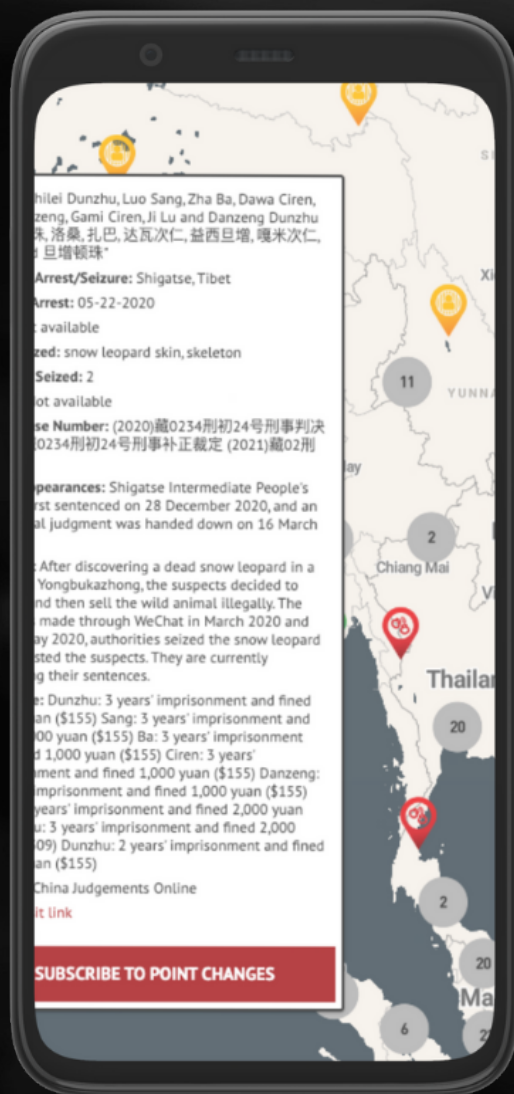 hilei Dunzhu, Luo Sang, Zha Ba, Dawa Ciren,
zeng, Gami Ciren, Ji Lu and Danzeng Dunzhu
珠, 洛桑, 扎巴, 达瓦次仁, 益西旦增, 嘎米次仁,
旦增顿珠"
Arrest/Seizure: Shigatse, Tibet
Arrest: 05-22-2020
available
zed: snow leopard skin, skeleton
Seized: 2
ot available
se Number: (2020)藏0234刑初24号刑事判决
0234刑初24号刑事补正裁定 (2021)藏02刑
ppearances: Shigatse Intermediate People's
rst sentenced on 28 December 2020, and an
al judgment was handed down on 16 March
: After discovering a dead snow leopard in a
Yongbukazhong, the suspects decided to
nd then sell the wild animal illegally. The
made through WeChat in March 2020 and
ay 2020, authorities seized the snow leopard
sted the suspects. They are currently
ng their sentences.
e: Dunzhu: 3 years' imprisonment and fined
an ($155) Sang: 3 years' imprisonment and
00 yuan ($155) Ba: 3 years' imprisonment
d 1,000 yuan ($155) Ciren: 3 years'
nment and fined 1,000 yuan ($155) Danzeng:
imprisonment and fined 1,000 yuan ($155)
years' imprisonment and fined 2,000 yuan
u: 3 years' imprisonment and fined 2,000
09) Dunzhu: 2 years' imprisonment and fined
an ($155)
China Judgements Online
it link
SUBSCRIBE TO POINT CHANGES
S
Xi
11
YUNNA
ay
2
Chiang Mai
Vi
Thailan
20
2
20
Ma
6
2